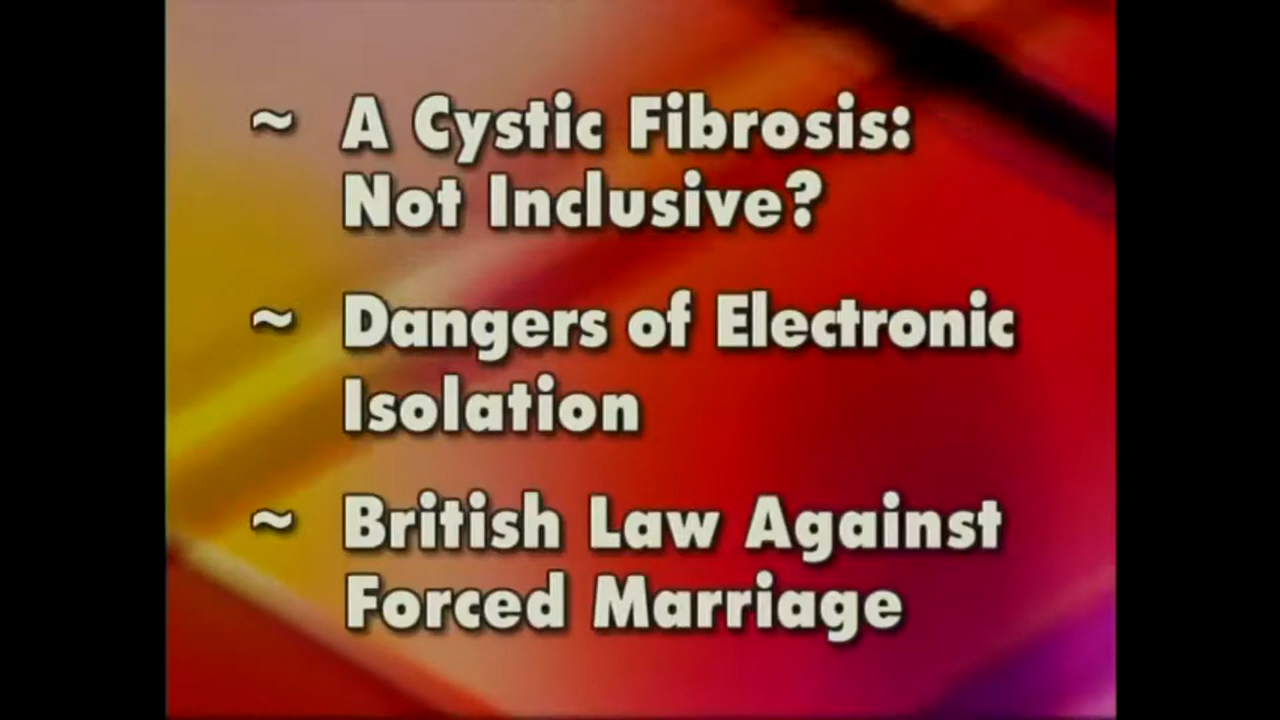 ~ A Cystic Fibrosis:
Not Inclusive?
~ Dangers of Electronic
Isolation
~ British Law Against
Forced Marriage